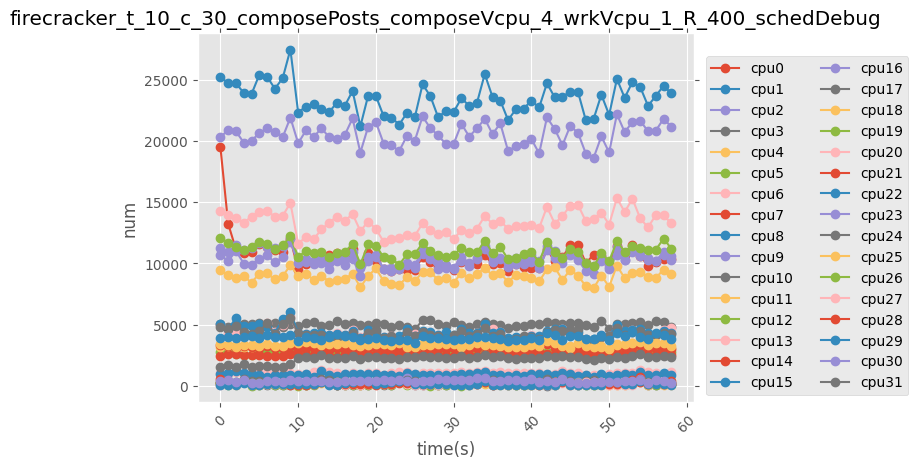 firecracker_t_10_c_30_composePosts_composeVcpu_4_wrkVcpu_1_R_400_schedDebug
num
25000
20000
15000
10000
5000
0
0 10 20 30 40 50 60
time(s)
cpu0 cpu16
cpu1 cpu17
cpu2 cpu18
cpu3 cpu19
cpu4 cpu20
cpu5 cpu21
cpu6 cpu22
cpu7 cpu23
cpu8 cpu24
cpu9 cpu25
cpu10 cpu26
cpu11 cpu27
cpu12 cpu28
cpu13 cpu29
cpu14 cpu30
cpu15 cpu31